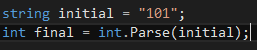 string initial = "101";
int final = int.Parse(initial);